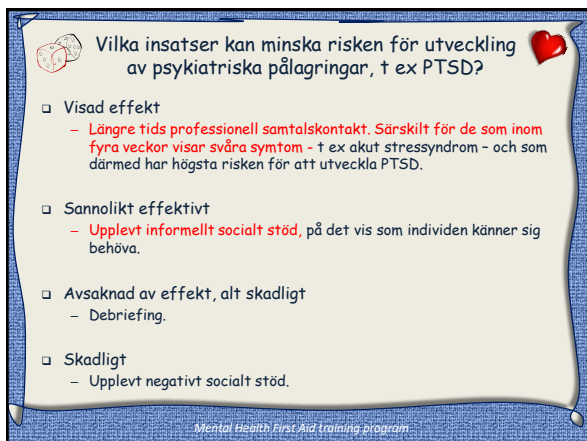 Vilka insatser kan minska risken för utveckling
av psykiatriska pålagringar, t ex PTSD?
Visad effekt
– Längre tids professionell samtalskontakt. Särskilt för de som inom
fyra veckor visar svåra symtom - t ex akut stressyndrom – och som
därmed har högsta risken för att utveckla PTSD.
Sannolikt effektivt
– Upplevt informellt socialt stöd, på det vis som individen känner sig
behöva.
Avsaknad av effekt, alt skadligt
– Debriefing.
Skadligt
– Upplevt negativt socialt stöd.
Mental Health First Aid training program